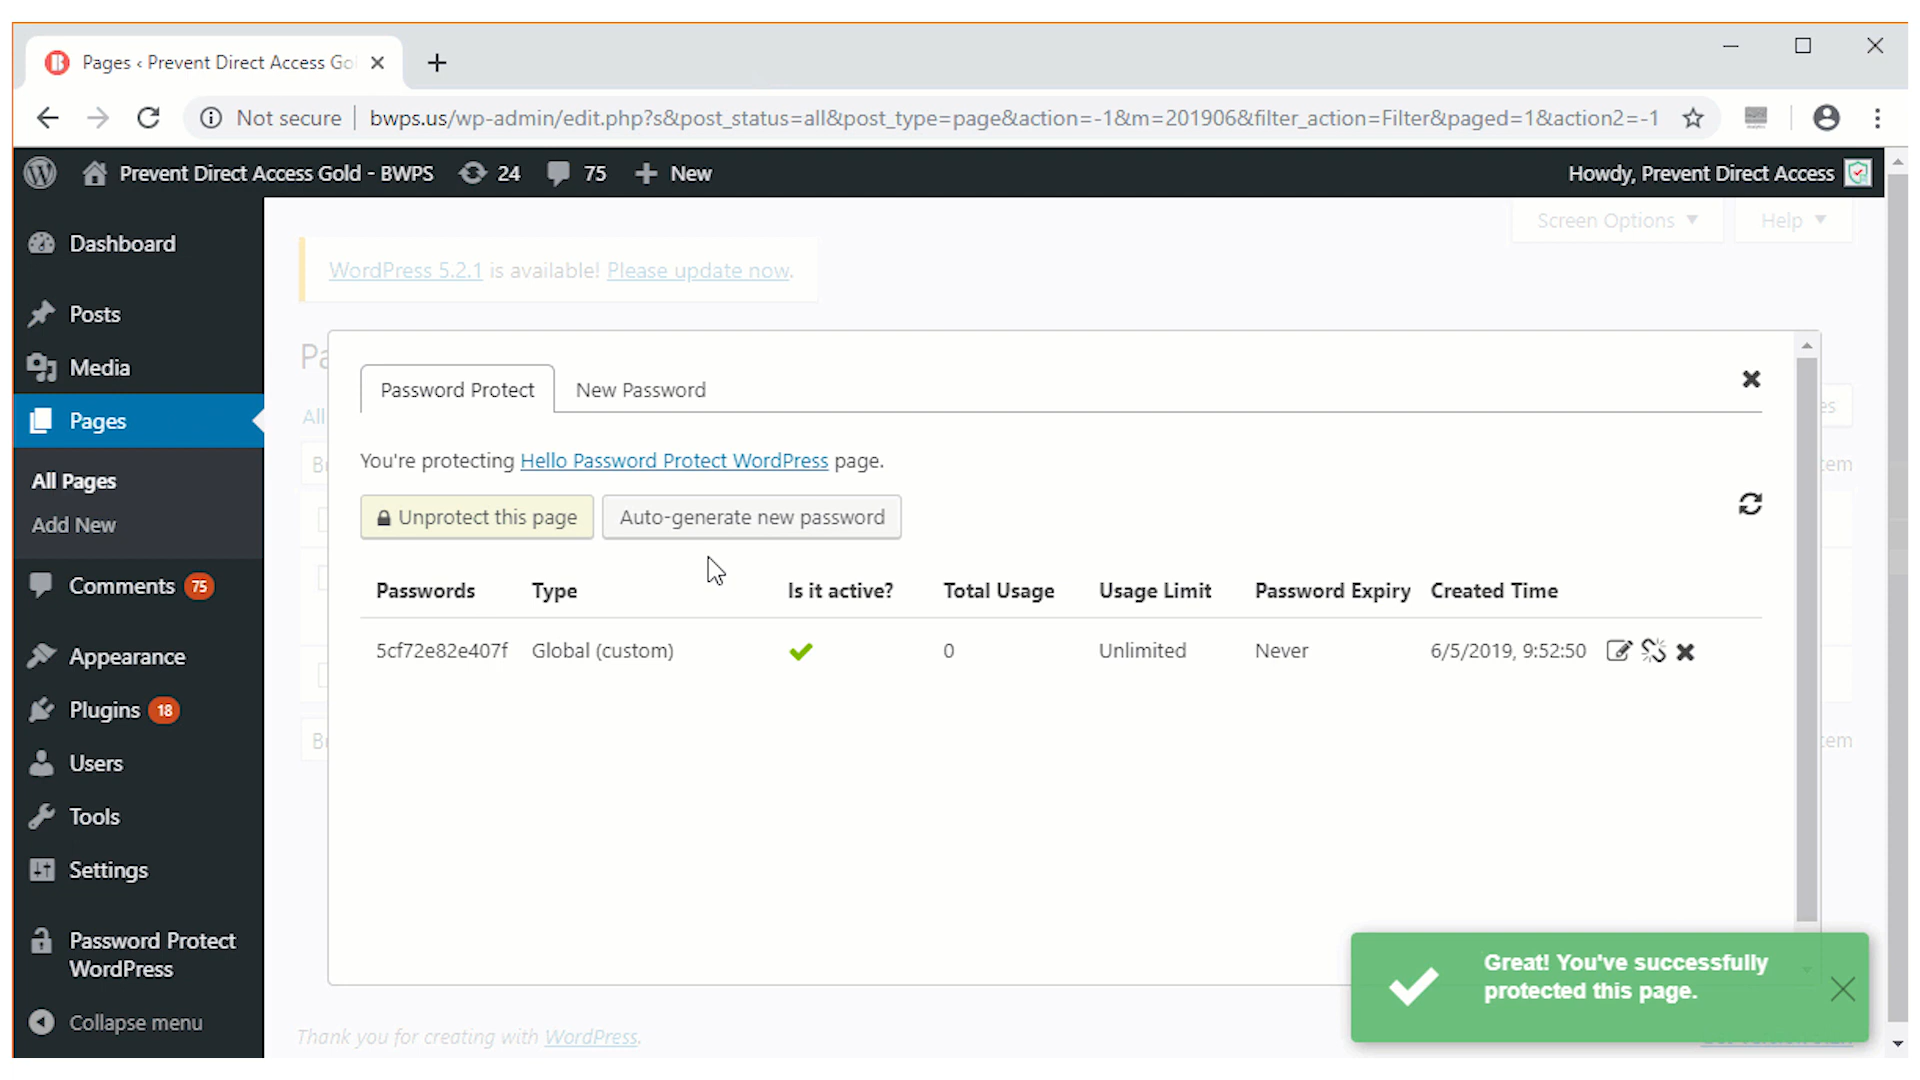 Pages ‹ Prevent Direct Access Go
Not secure
bwps.us/wp-admin/edit.php?s&post_status=all&post_type=page&action=-1&m=201906&filter_action=Filter&paged=1&action2=-1
Prevent Direct Access Gold - BWPS 24 75 New
Howdy, Prevent Direct Access
Dashboard
Posts
Media
Pages
All Pages
Add New
Comments 75
Appearance
Plugins 18
Users
Tools
Settings
Password Protect
WordPress
Collapse menu
Screen Options
Help
WordPress 5.2.1 is available! Please update now.
All
Password Protect
New Password
You're protecting Hello Password Protect WordPress page.
Unprotect this page
Auto-generate new password
Passwords Type Is it active? Total Usage Usage Limit Password Expiry Created Time
5cf72e82e407f Global (custom) 0 Unlimited Never 6/5/2019, 9:52:50
Great! You've successfully
protected this page.
Thank you for creating with WordPress.